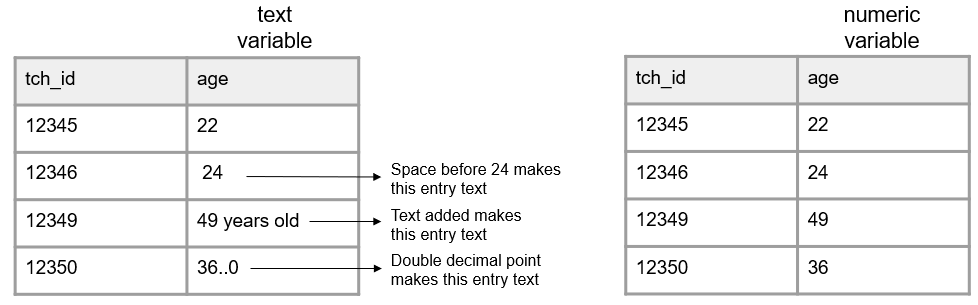 text
variable
tch_id age
12345 22
12346 24
12349 49 years old
12350 36..0
Space before 24 makes
this entry text
Text added makes
this entry text
Double decimal point
makes this entry text
numeric
variable
tch_id age
12345 22
12346 24
12349 49
12350 36